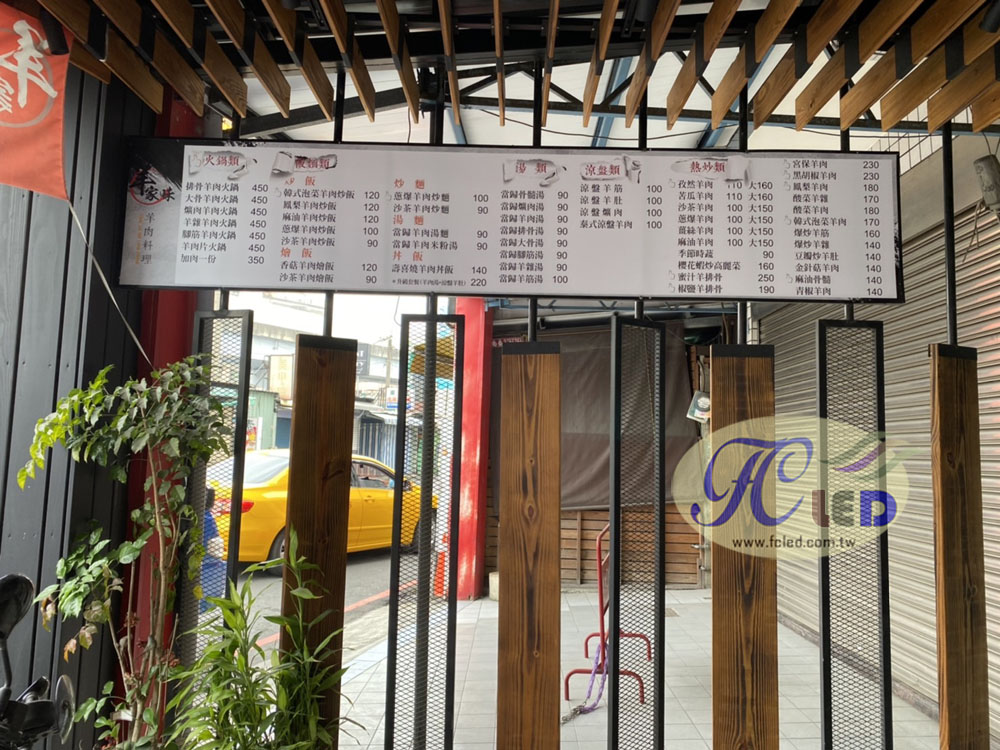 羊
家味
羊肉料理
火鍋類
排骨羊肉火鍋 450
大骨羊肉火鍋 450
爛肉羊肉火鍋 450
羊雜羊肉火鍋 450
腳筋羊肉火鍋 450
羊肉片火鍋 450
加肉一份 350
飯麵類
炒 飯
韓式泡菜羊肉炒飯 120
鳳梨羊肉炒飯 120
麻油羊肉炒飯 120
蔥爆羊肉炒飯 90
沙茶羊肉炒飯 90
燴 飯
香菇羊肉燴飯 120
沙茶羊肉燴飯 90
炒 麵
蔥爆羊肉炒麵 100
沙茶羊肉炒麵 90
湯 麵
當歸羊肉湯麵 90
當歸羊肉米粉湯 90
丼 飯
壽喜燒羊肉丼飯 140
220
湯 類
當歸骨髓湯 90
當歸爛肉湯 90
當歸羊肉湯 90
當歸排骨湯 90
當歸大骨湯 90
當歸腳筋湯 90
當歸羊雜湯 90
當歸羊筋湯 100
涼盤類
涼盤羊筋 100
涼盤羊肚 100
涼盤爛肉 100
泰式涼盤羊肉 100
熱炒類
孜然羊肉 110 大160
苦瓜羊肉 110 大160
沙茶羊肉 100 大150
蔥爆羊肉 100 大150
薑絲羊肉 100 大150
麻油羊肉 100 大150
季節時蔬 90
櫻花蝦炒高麗菜 160
蜜汁羊排骨 250
椒鹽羊排骨 190
宮保羊肉 230
黑胡椒羊肉 230
鳳梨羊肉 180
酸菜羊雜 170
酸菜羊肉 180
韓式泡菜羊肉 170
爆炒羊筋 140
爆炒羊雜 140
豆瓣炒羊肚 140
金針菇羊肉 140
麻油骨髓 140
青椒羊肉 140
FC LED
www.fcled.com.tw